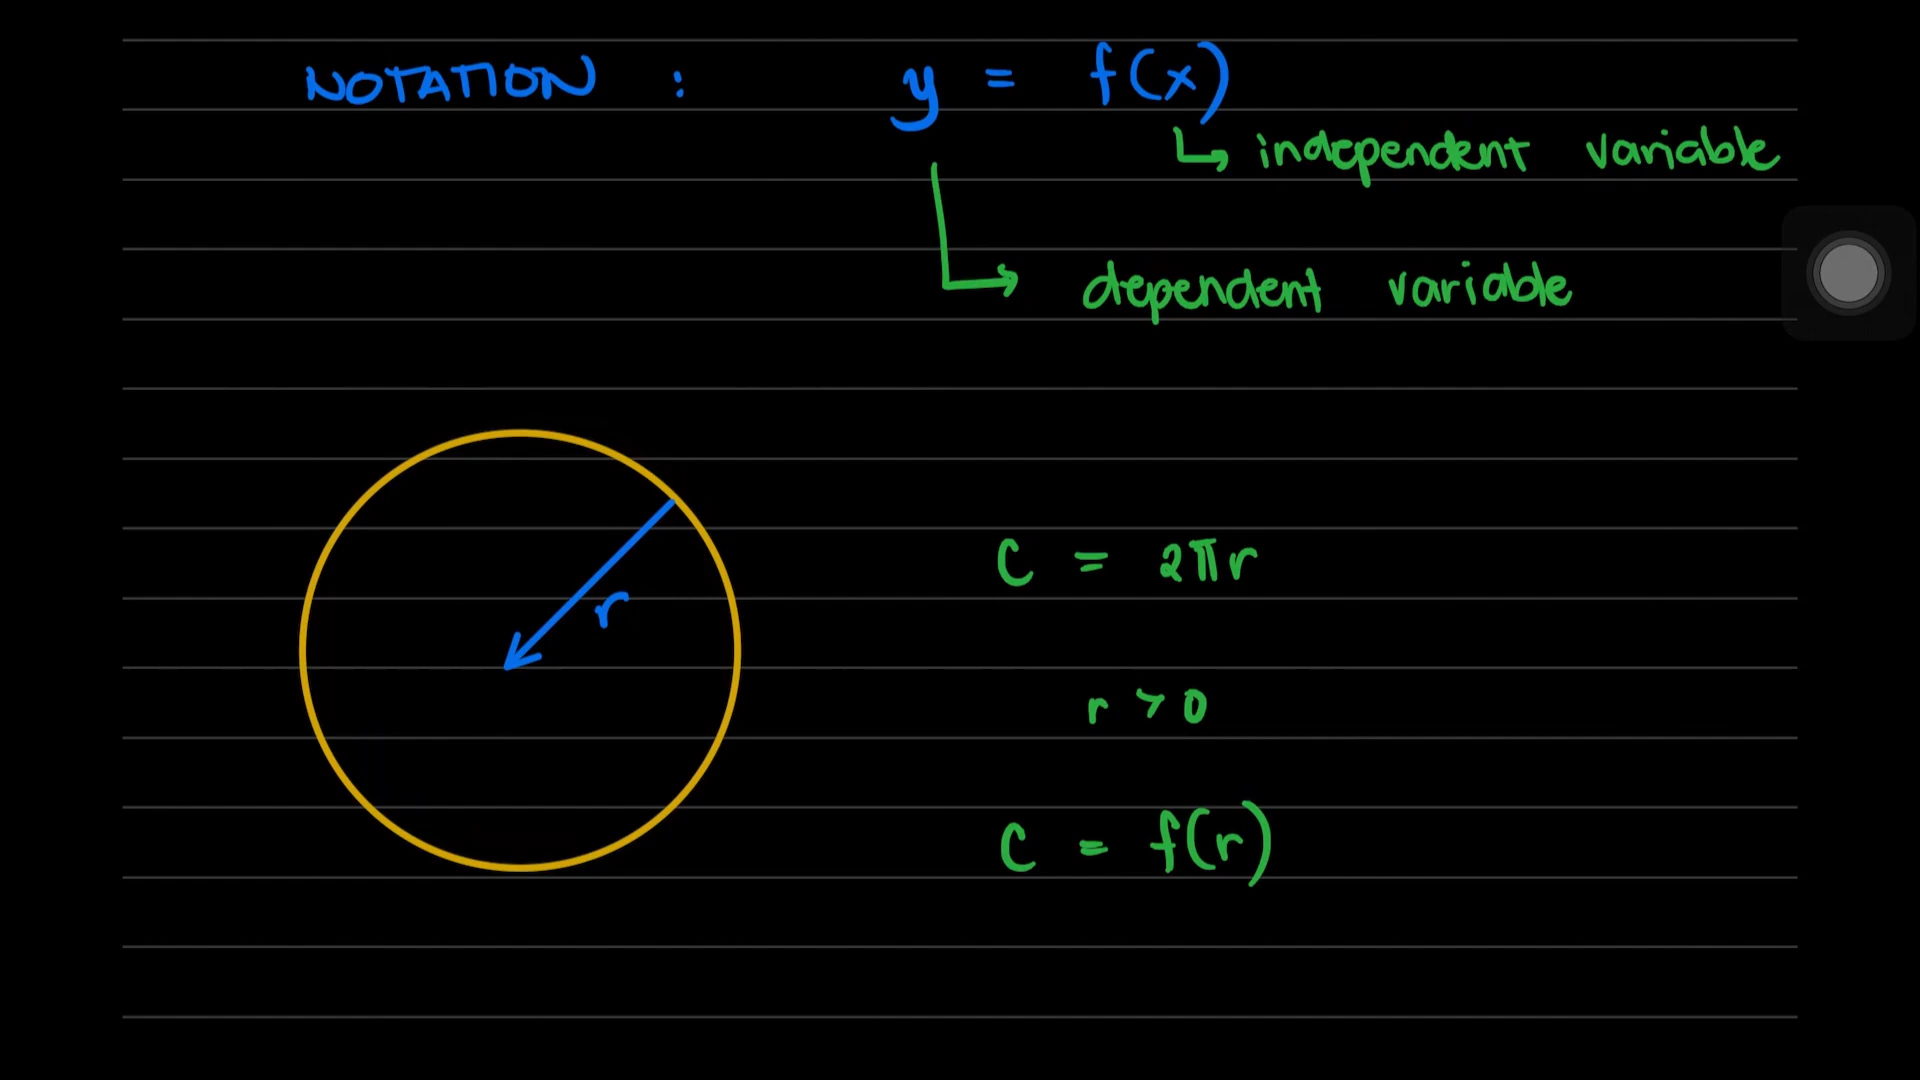 NOTATION : y = f(x)
independent variable
dependent variable
C = 2πr
r
r > 0
C = f(r)